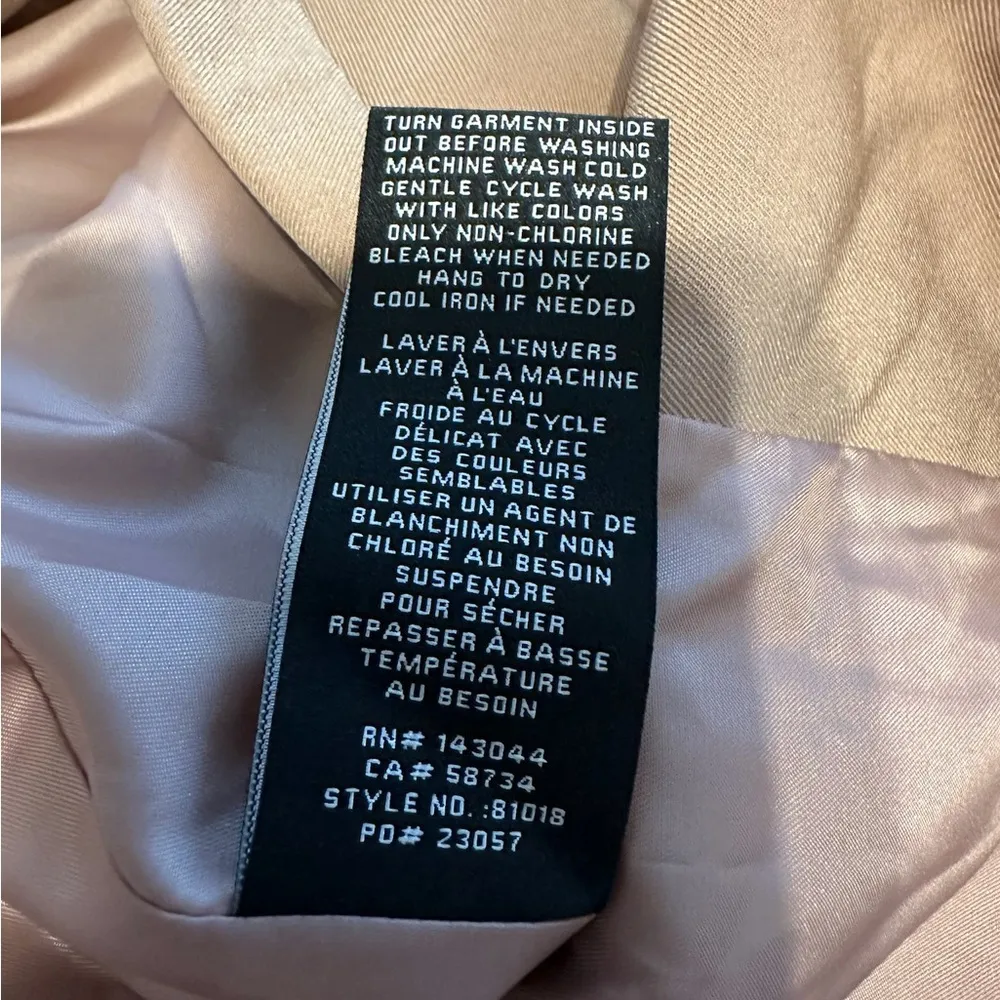 TURN GARMENT INSIDE
OUT BEFORE WASHING
MACHINE WASH COLD
GENTLE CYCLE WASH
WITH LIKE COLORS
ONLY NON-CHLORINE
BLEACH WHEN NEEDED
HANG TO DRY
COOL IRON IF NEEDED
LAVER À L'ENVERS
LAVER À LA MACHINE
À L'EAU
FROIDE AU CYCLE
DÉLICAT AVEC
DES COULEURS
SEMBLABLES
UTILISER UN AGENT DE
BLANCHIMENT NON
CHLORÉ AU BESOIN
SUSPENDRE
POUR SÉCHER
REPASSER À BASSE
TEMPÉRATURE
AU BESOIN
RN# 143044
CA# 58734
STYLE NO. :81018
PO# 23057